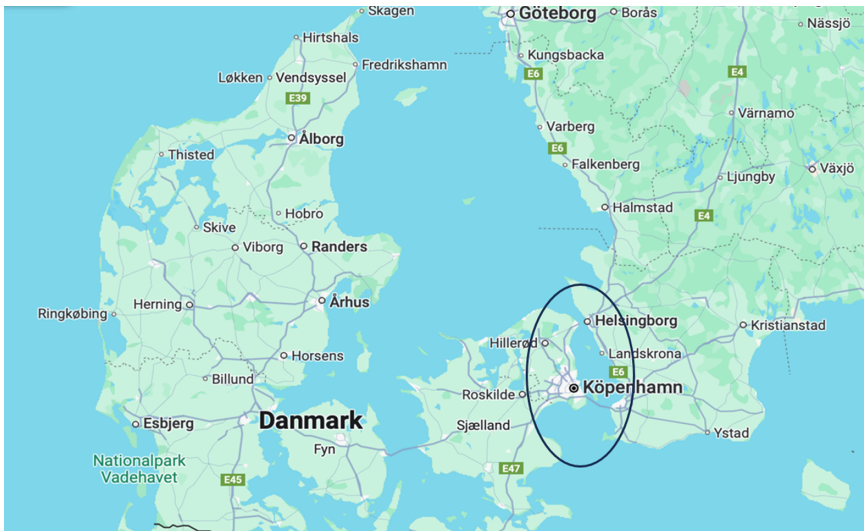 Skagen
Göteborg
Borås
Nässjö
Hirtshals
Kungsbacka
Løkken
Vendsyssel
Fredrikshamn
E6
E4
E39
Värnamo
Varberg
Ålborg
E6
Thisted
Falkenberg
Ljungby
Växjö
Hobro
Halmstad
E4
Skive
Viborg
Randers
Herning
Århus
Ringkøbing
Helsingborg
Kristianstad
Hillerød
Landskrona
Horsens
E6
Billund
Köpenhamn
Roskilde
Esbjerg
Danmark
Sjælland
Ystad
Fyn
Nationalpark
Vadehavet
E45
E47